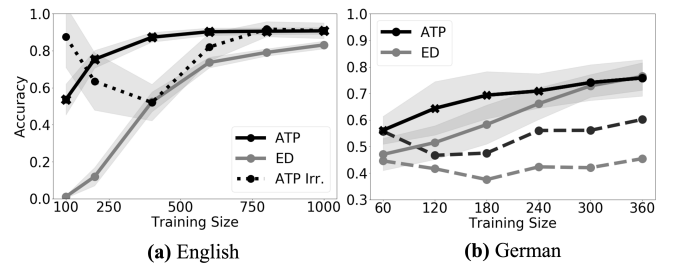 1.0
0.8
0.6
0.4
0.2
0.0
Accuracy
ATP
ED
ATP Irr.
100 250 500 750 1000
Training Size
(a) English
1.0
0.9
0.8
0.7
0.6
0.5
0.4
0.3
ATP
ED
60 120 180 240 300 360
Training Size
(b) German